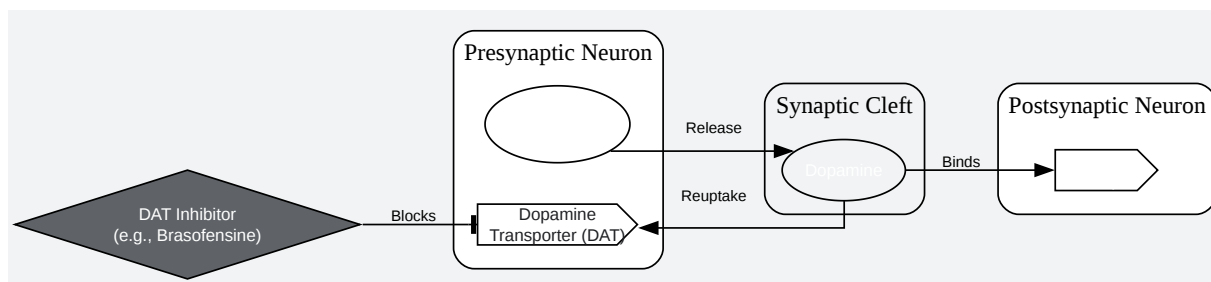 Presynaptic Neuron
Synaptic Cleft
Postsynaptic Neuron
Release
Dopamine
Binds
Reuptake
DAT Inhibitor
(e.g., Brasofensine)
Blocks
Dopamine
Transporter (DAT)